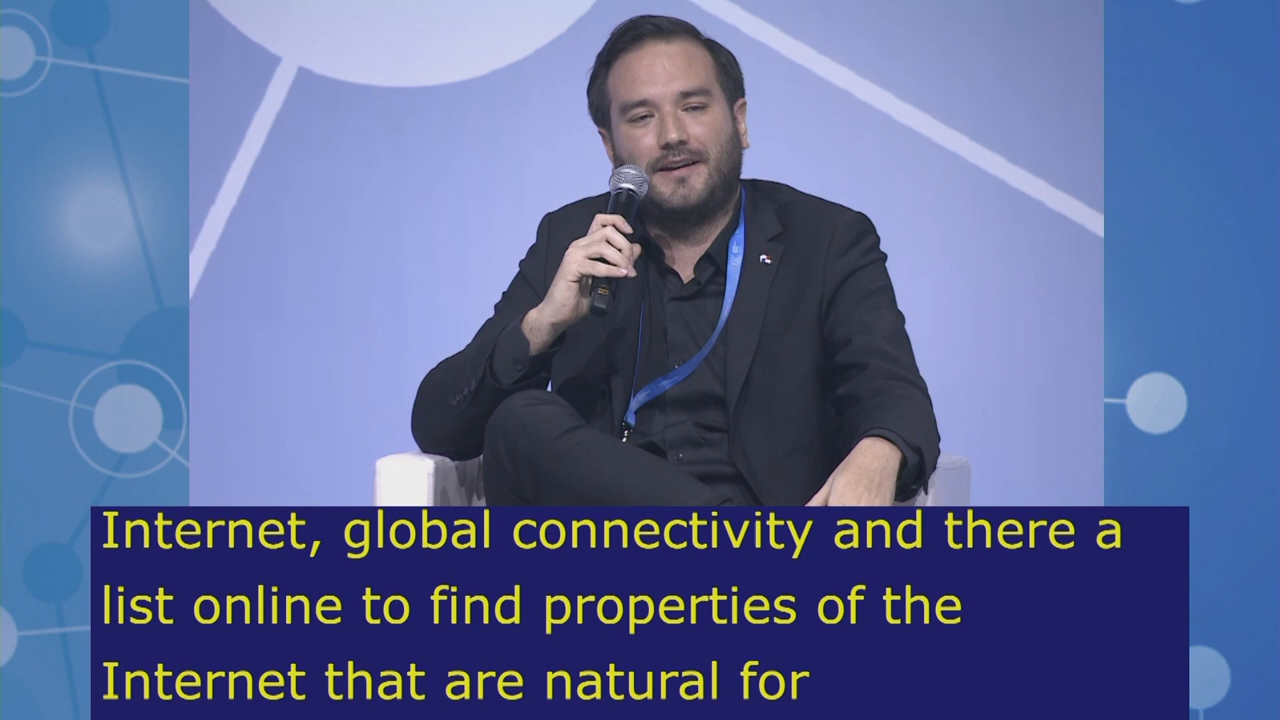 Internet, global connectivity and there a
list online to find properties of the
Internet that are natural for